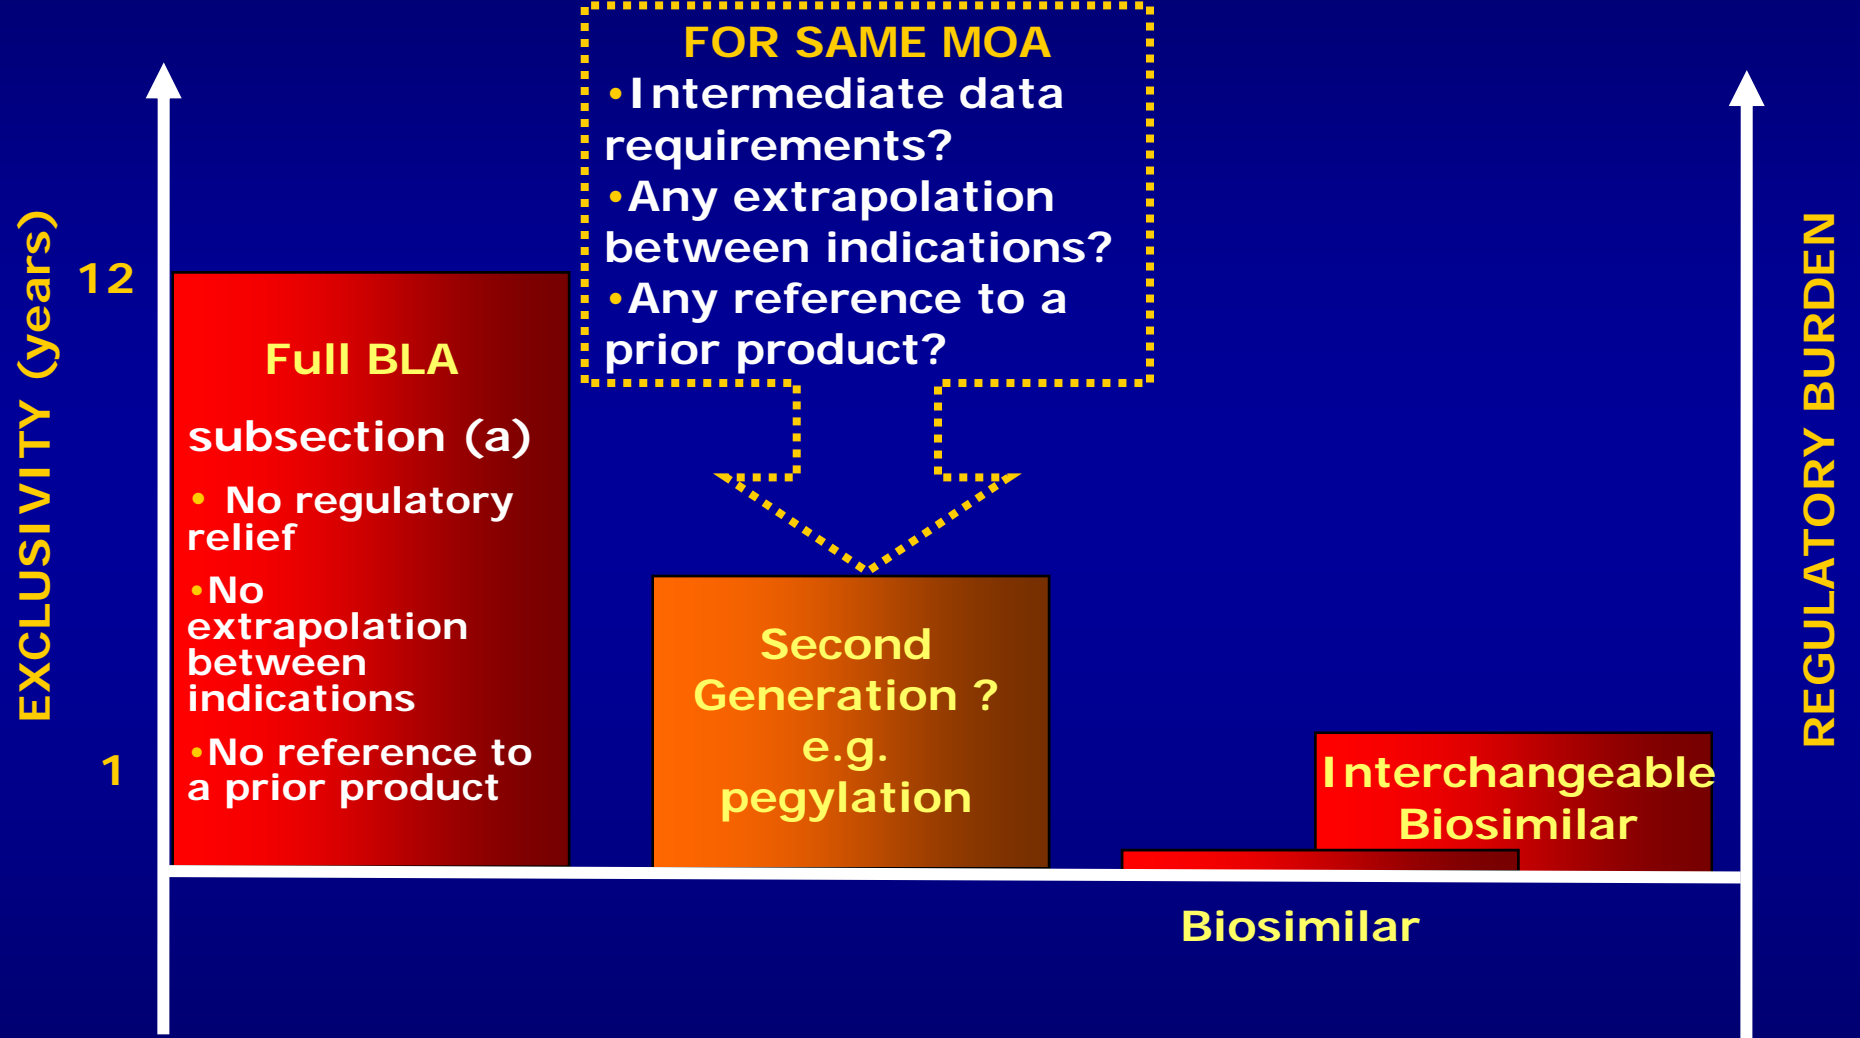 FOR SAME MOA
•Intermediate data
requirements?
•Any extrapolation
between indications?
•Any reference to a
prior product?
EXCLUSIVITY (years)
12
1
Full BLA
subsection (a)
• No regulatory
relief
•No
extrapolation
between
indications
•No reference to
a prior product
Second
Generation ?
e.g.
pegylation
Interchangeable
Biosimilar
Biosimilar
REGULATORY BURDEN